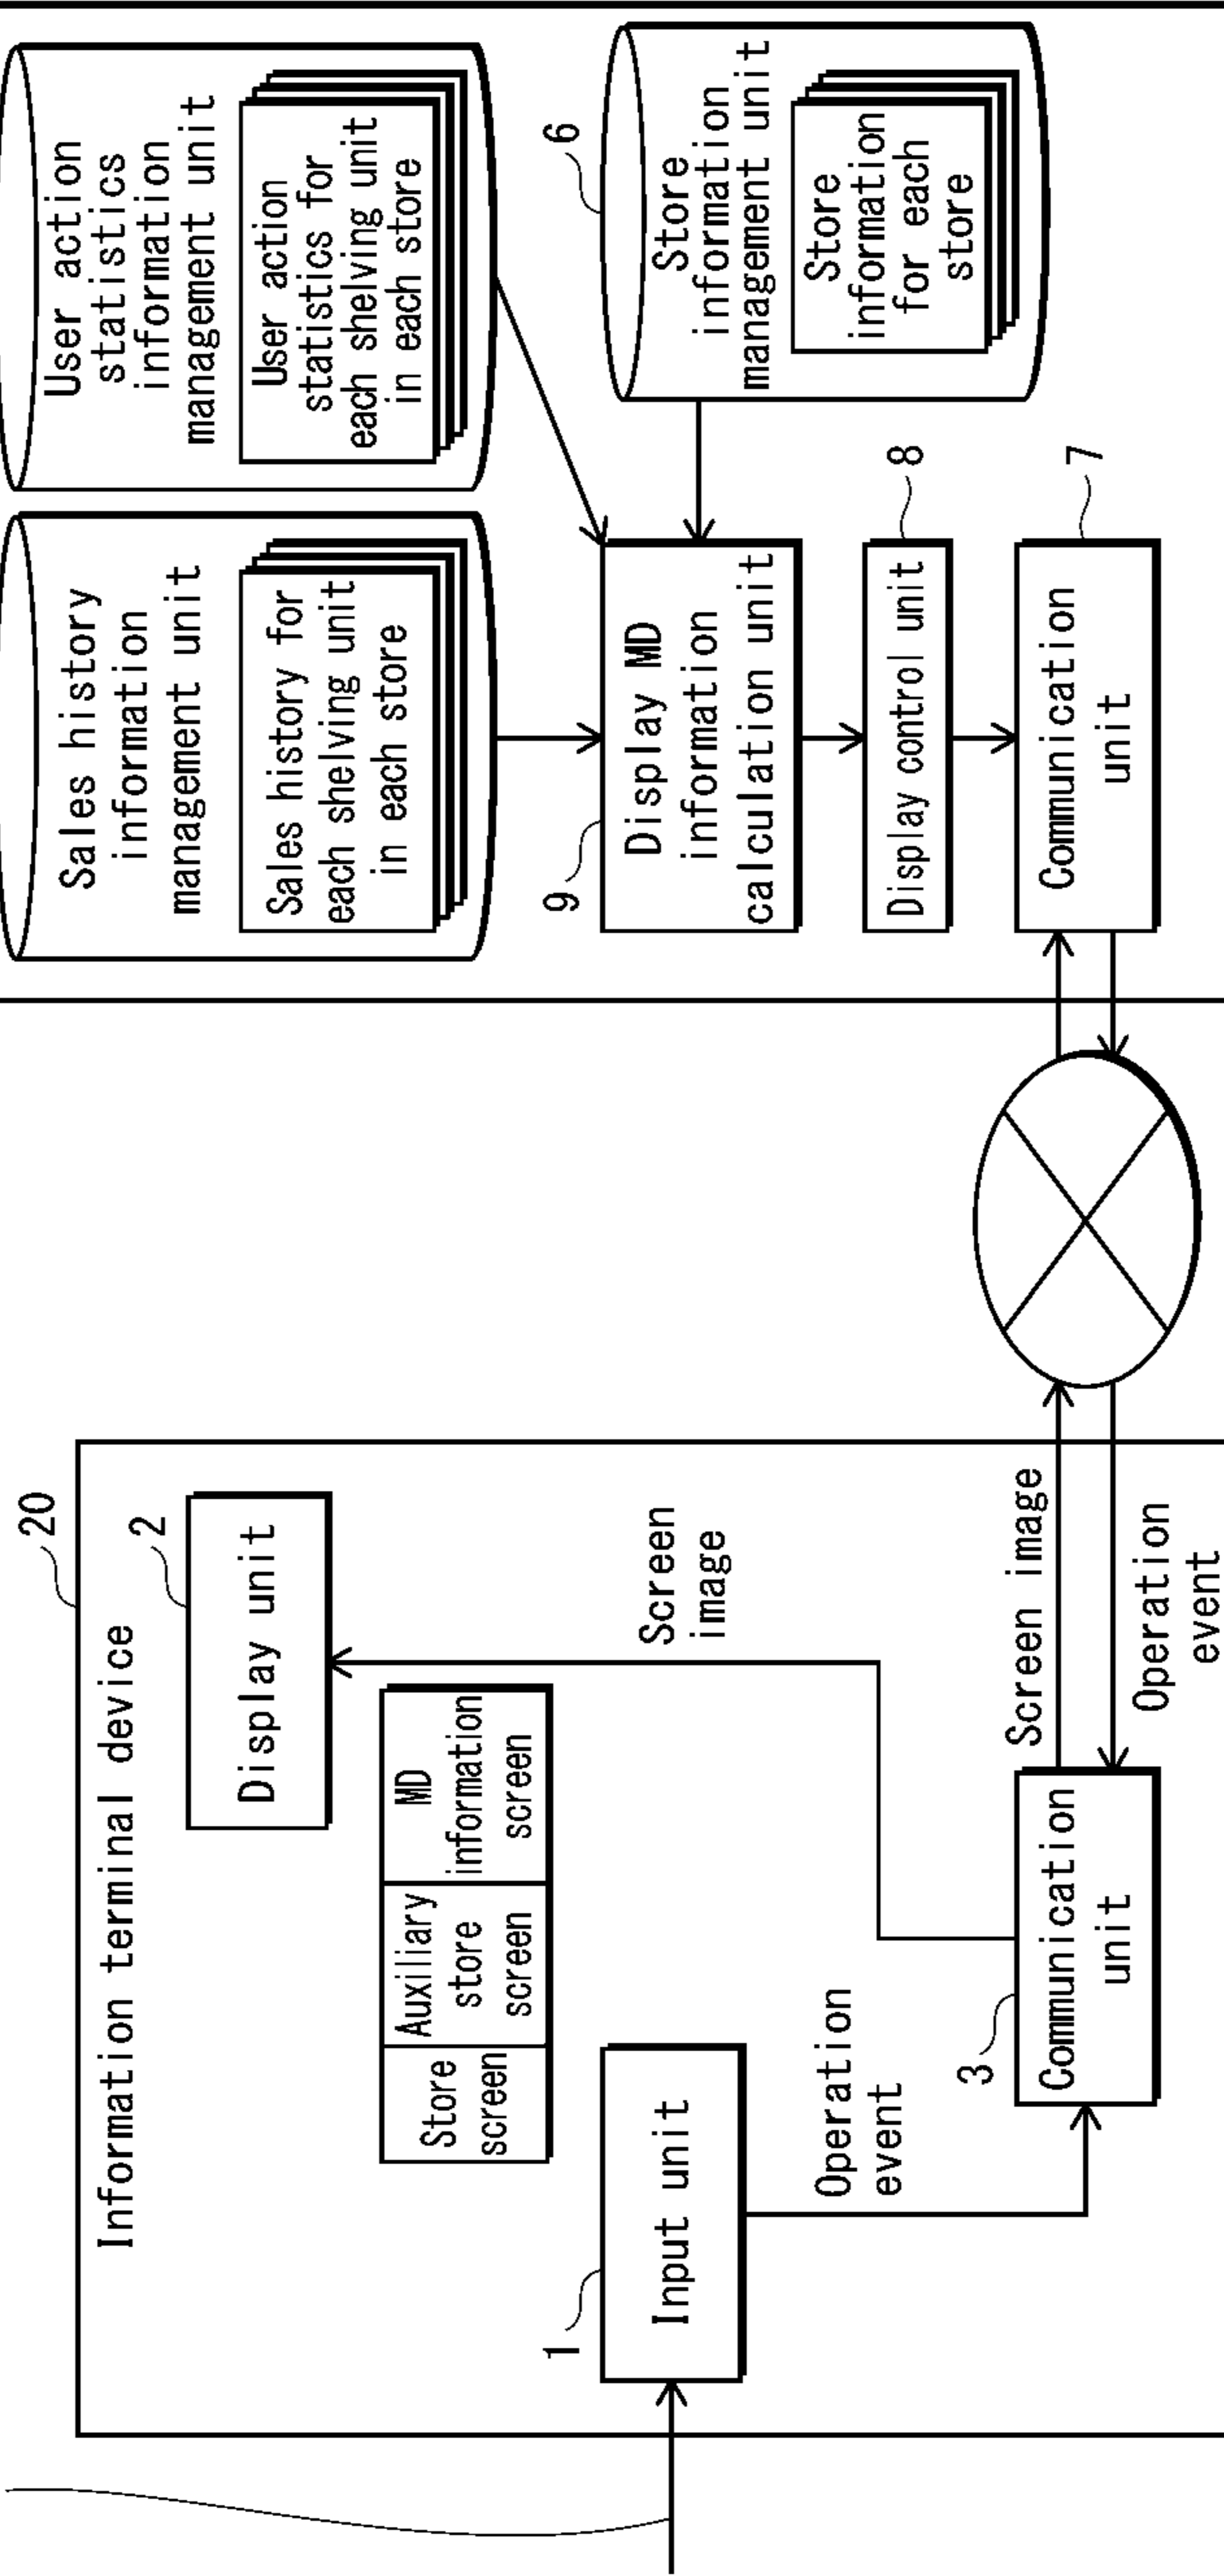 20
Information terminal device
2
Display unit
Store
screen
Auxiliary
store
screen
MD
information
screen
1
Input unit
Screen
image
Operation
event
3
Communication
unit
Screen image
Operation
event
Sales history
information
management unit
Sales history for
each shelving unit
in each store
User action
statistics
information
management unit
User action
statistics for
each shelving unit
in each store
9
Display MD
information
calculation unit
6
Store
information
management unit
Store
information
for each
store
8
Display control unit
7
Communication
unit